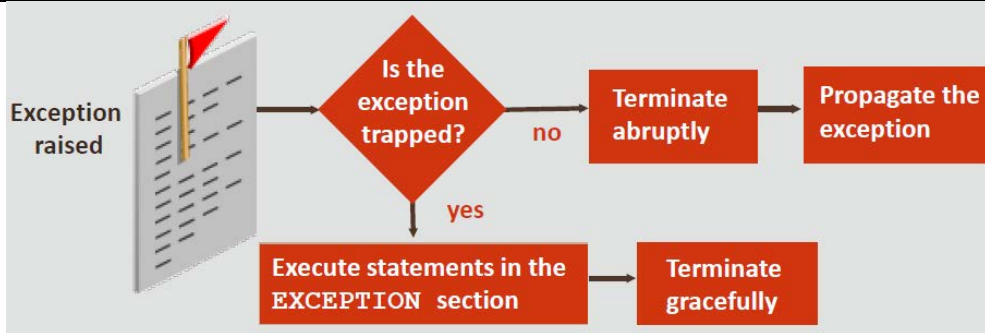 Exception
raised
Is the
exception
trapped?
no
Terminate
abruptly
Propagate the
exception
yes
Execute statements in the
EXCEPTION section
Terminate
gracefully